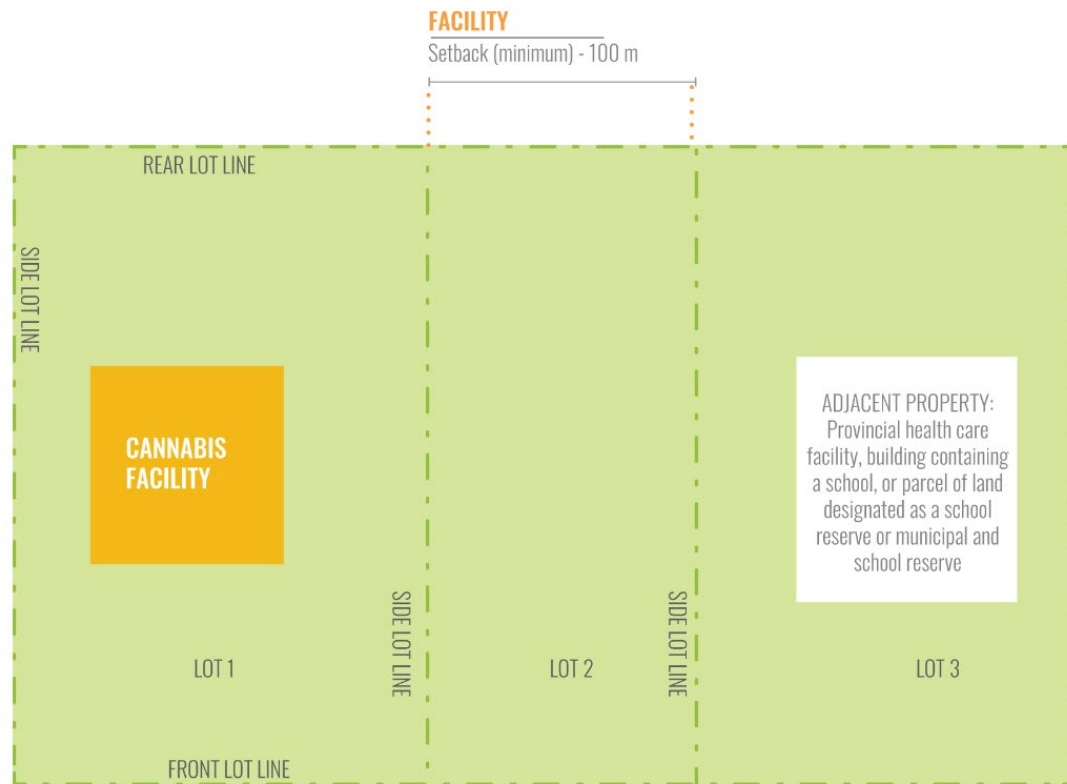 FACILITY
Setback (minimum) - 100 m
REAR LOT LINE
SIDE LOT LINE
CANNABIS
FACILITY
ADJACENT PROPERTY:
Provincial health care
facility, building containing
a school, or parcel of land
designated as a school
reserve or municipal and
school reserve
SIDE LOT LINE
SIDE LOT LINE
LOT 1
LOT 2
LOT 3
FRONT LOT LINE